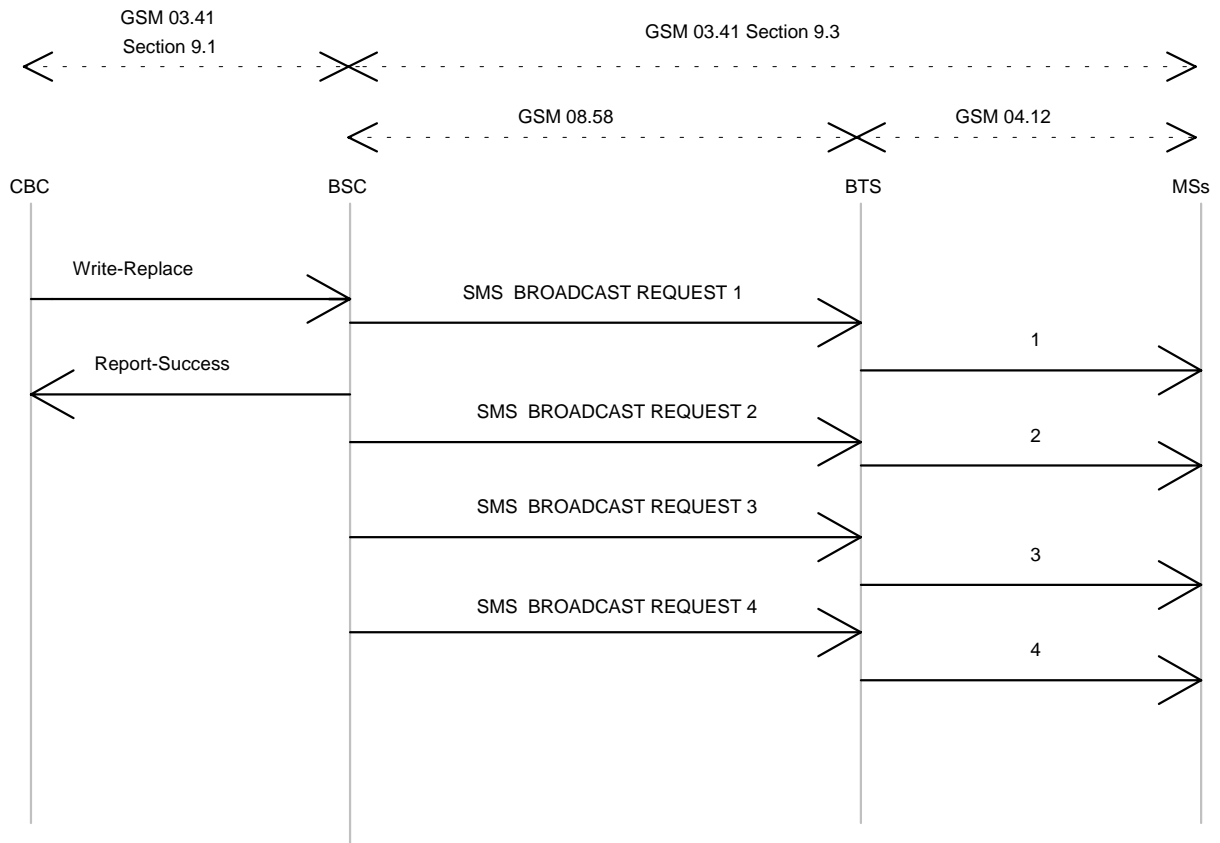 GSM 03.41
Section 9.1
GSM 03.41 Section 9.3
GSM 08.58
GSM 04.12
CBC
BSC
BTS
MSs
Write-Replace
SMS BROADCAST REQUEST 1
1
Report-Success
SMS BROADCAST REQUEST 2
2
SMS BROADCAST REQUEST 3
3
SMS BROADCAST REQUEST 4
4